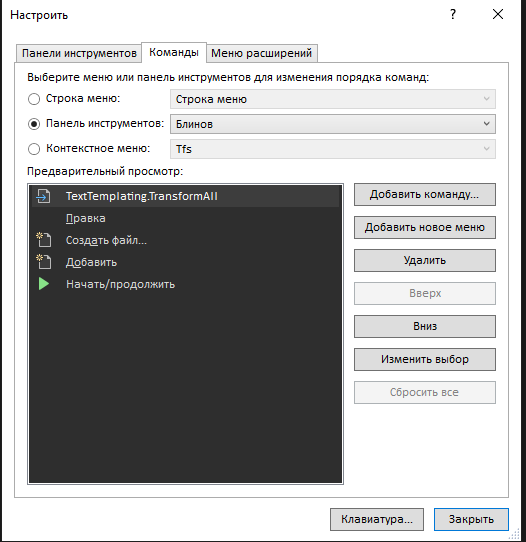 Настроить
?
Панели инструментов Команды Меню расширений
Выберите меню или панель инструментов для изменения порядка команд:
Строка меню: Строка меню
Панель инструментов: Блинов
Контекстное меню: Tfs
Предварительный просмотр:
TextTemplating.TransformAll
Правка
Создать файл...
Добавить
Начать/продолжить
Добавить команду...
Добавить новое меню
Удалить
Вверх
Вниз
Изменить выбор
Сбросить все
Клавиатура... Закрыть